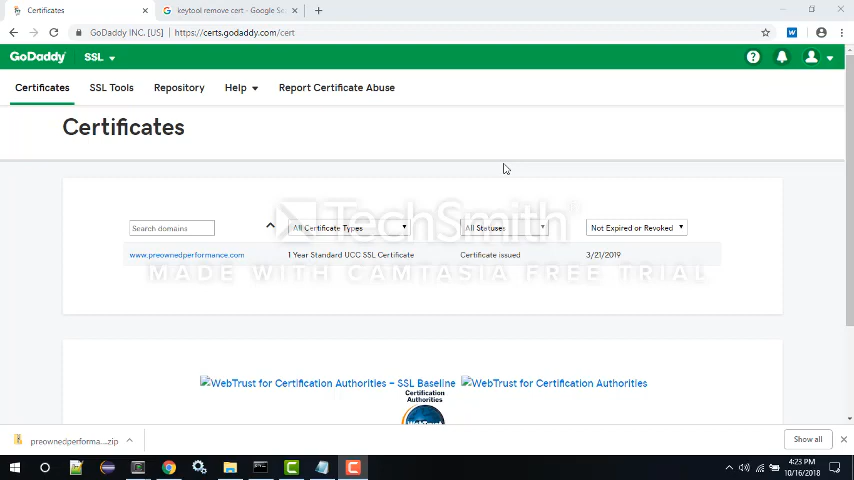 Certificates
keytool remove cert - Google Se
GoDaddy INC. [US] | https://certs.godaddy.com/cert
GoDaddy SSL
Certificates SSL Tools Repository Help Report Certificate Abuse
Certificates
TechSmith®
Search domains All Certificate Types All Statuses Not Expired or Revoked
www.preownedperformance.com 1 Year Standard UCC SSL Certificate Certificate issued 3/21/2019
MADE WITH CAMTASIA FREE TRIAL
WebTrust for Certification Authorities – SSL Baseline WebTrust for Certification Authorities
Certification
Authorities
preownedperforma....zip Show all
4:23 PM
10/16/2018